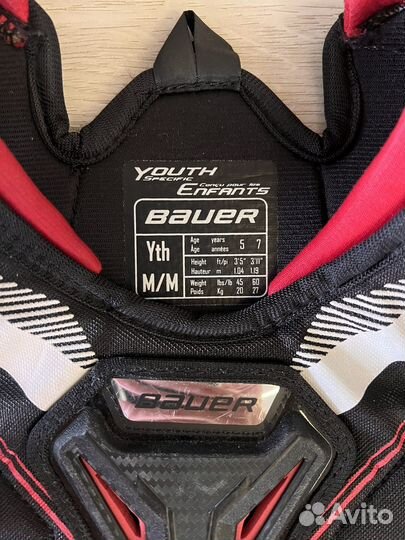 YOUTH
SPECIFIC
Conçu pour les
ENFANTS
BAUER
Yth
M/M
Age years 5 7
Âge années
Height ft/pi 3'5" 3'11"
Hauteur m 1.04 1.19
Weight lbs/lb 45 60
Poids Kg 20 27
BAUER
Avito